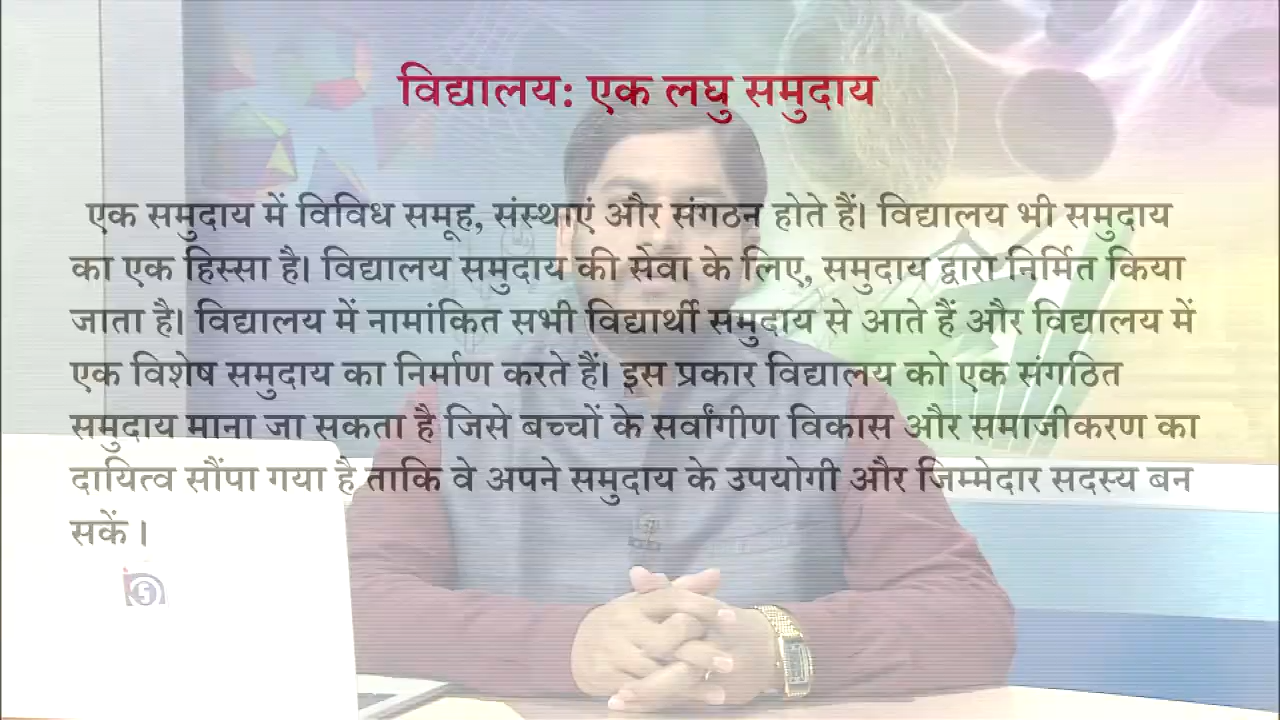 विद्यालय: एक लघु समुदाय
एक समुदाय में विविध समूह, संस्थाएं और संगठन होते हैं। विद्यालय भी समुदाय
का एक हिस्सा है। विद्यालय समुदाय की सेवा के लिए, समुदाय द्वारा निर्मित किया
जाता है। विद्यालय में नामांकित सभी विद्यार्थी समुदाय से आते हैं और विद्यालय में
एक विशेष समुदाय का निर्माण करते हैं। इस प्रकार विद्यालय को एक संगठित
समुदाय माना जा सकता है जिसे बच्चों के सर्वांगीण विकास और समाजीकरण का
दायित्व सौंपा गया है ताकि वे अपने समुदाय के उपयोगी और जिम्मेदार सदस्य बन
सकें ।